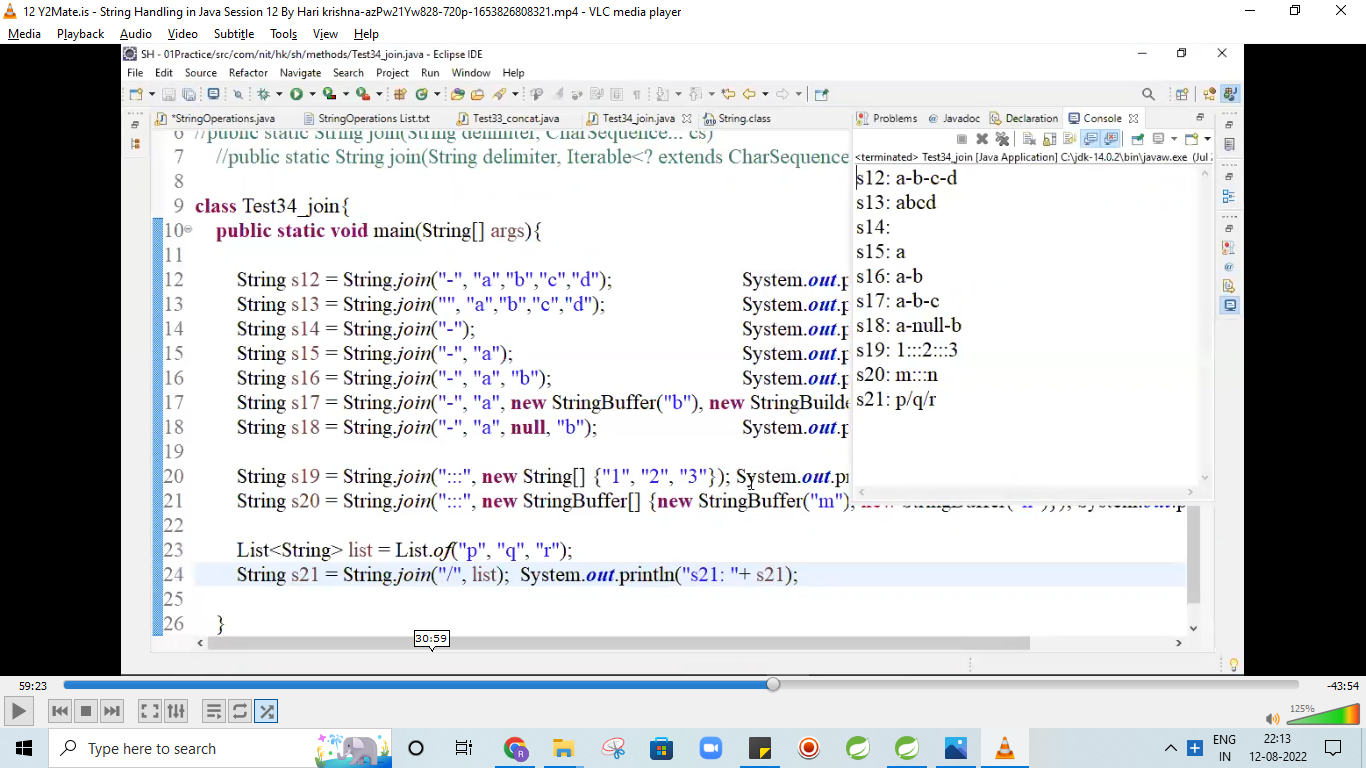 12 Y2Mate.is - String Handling in Java Session 12 By Hari krishna-azPw21Yw828-720p-1653826808321.mp4 - VLC media player
Media Playback Audio Video Subtitle Tools View Help
SH - 01Practice/src/com/nit/hk/sh/methods/Test34_join.java - Eclipse IDE
File Edit Source Refactor Navigate Search Project Run Window Help
*StringOperations.java StringOperations List.txt Test33_concat.java Test34_join.java String.class
6 //public static String join(String delimiter, CharSequence... cs)
7 //public static String join(String delimiter, Iterable<? extends CharSequence
8
9 class Test34_join{
10 public static void main(String[] args){
11
12 String s12 = String.join("-", "a","b","c","d"); System.out.p
13 String s13 = String.join("", "a","b","c","d"); System.out.p
14 String s14 = String.join("-"); System.out.p
15 String s15 = String.join("-", "a"); System.out.p
16 String s16 = String.join("-", "a", "b"); System.out.p
17 String s17 = String.join("-", "a", new StringBuffer("b"), new StringBuilde
18 String s18 = String.join("-", "a", null, "b"); System.out.p
19
20 String s19 = String.join(":::", new String[] {"1", "2", "3"}); System.out.pr
21 String s20 = String.join(":::", new StringBuffer[] {new StringBuffer("m"),
22
23 List<String> list = List.of("p", "q", "r");
24 String s21 = String.join("/", list); System.out.println("s21: "+ s21);
25
26 }
Problems Javadoc Declaration Console
<terminated> Test34_join [Java Application] C:\jdk-14.0.2\bin\javaw.exe (Jul
s12: a-b-c-d
s13: abcd
s14:
s15: a
s16: a-b
s17: a-b-c
s18: a-null-b
s19: 1:::2:::3
s20: m:::n
s21: p/q/r
30:59
59:23
-43:54
125%
Type here to search
ENG
IN
22:13
12-08-2022